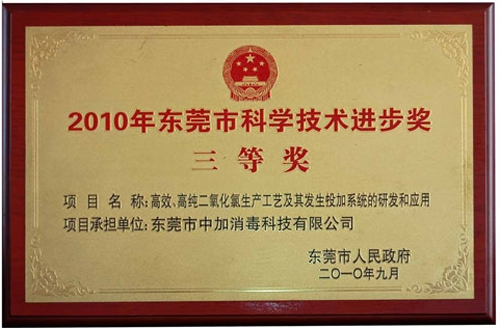 2010年东莞市科学技术进步奖
三等奖
项目名称:高效、高纯二氧化氯生产工艺及其发生投加系统的研发和应用
项目承担单位:东莞市中加消毒科技有限公司
东莞市人民政府
二〇一〇年九月